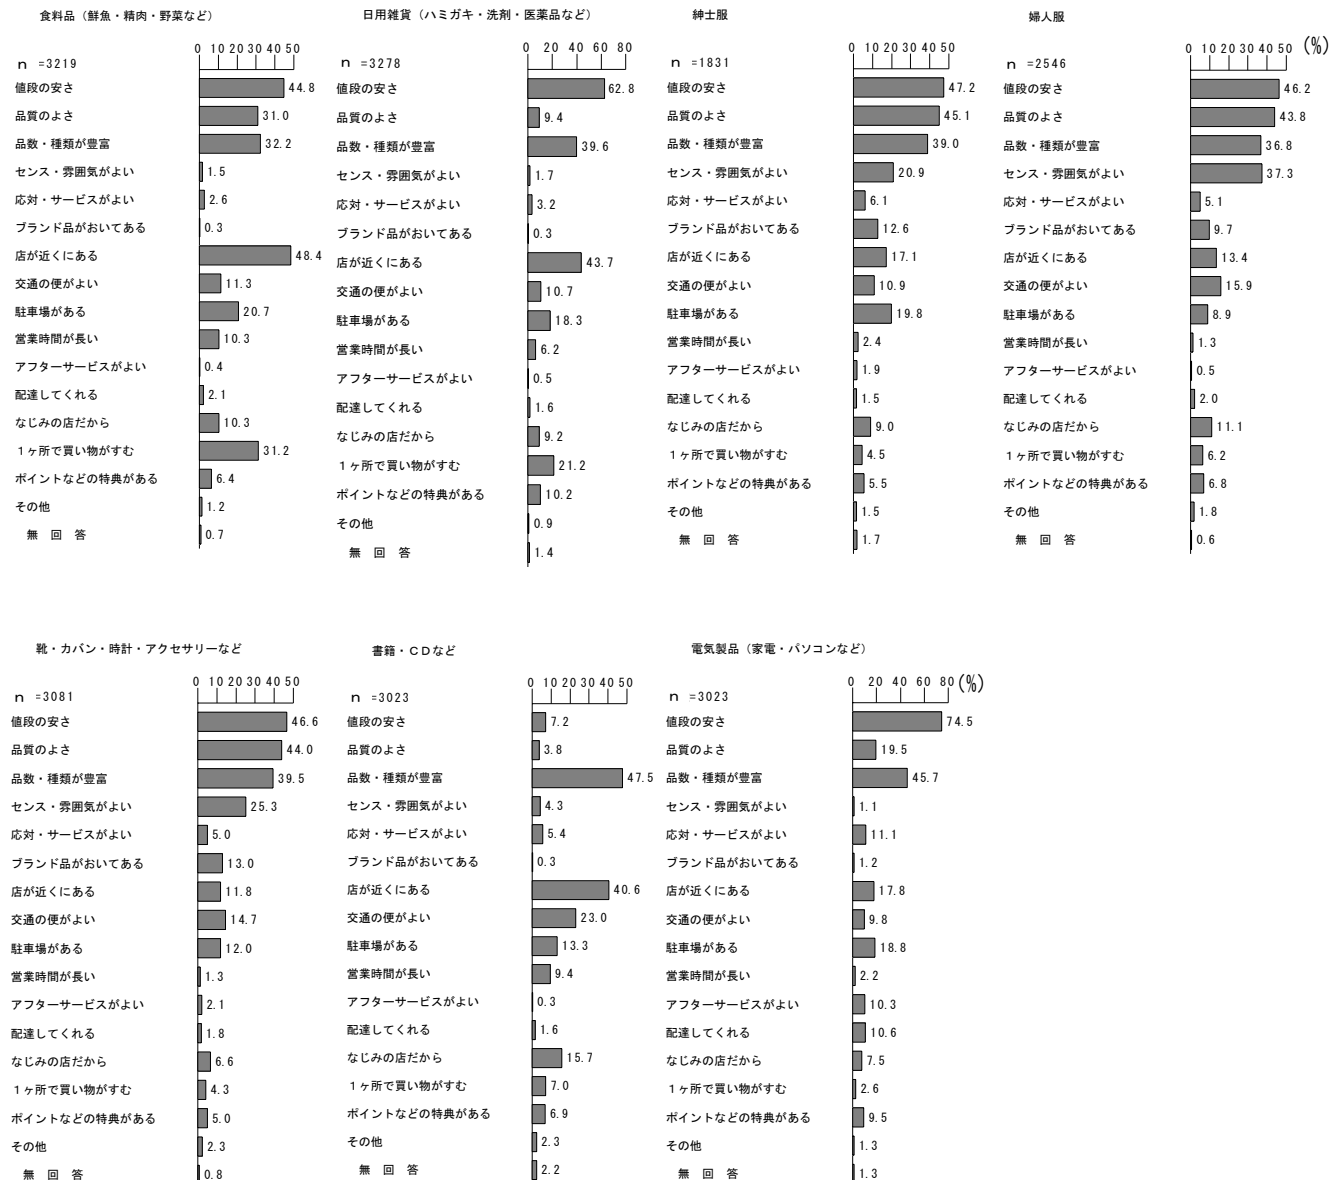 食料品（鮮魚・精肉・野菜など）
0 10 20 30 40 50
n =3219
値段の安さ 44.8
品質のよさ 31.0
品数・種類が豊富 32.2
センス・雰囲気がよい 1.5
応対・サービスがよい 2.6
ブランド品がおいてある 0.3
店が近くにある 48.4
交通の便がよい 11.3
駐車場がある 20.7
営業時間が長い 10.3
アフターサービスがよい 0.4
配達してくれる 2.1
なじみの店だから 10.3
１ヶ所で買い物がすむ 31.2
ポイントなどの特典がある 6.4
その他 1.2
無 回 答 0.7
日用雑貨（ハミガキ・洗剤・医薬品など）
0 20 40 60 80
n =3278
値段の安さ 62.8
品質のよさ 9.4
品数・種類が豊富 39.6
センス・雰囲気がよい 1.7
応対・サービスがよい 3.2
ブランド品がおいてある 0.3
店が近くにある 43.7
交通の便がよい 10.7
駐車場がある 18.3
営業時間が長い 6.2
アフターサービスがよい 0.5
配達してくれる 1.6
なじみの店だから 9.2
１ヶ所で買い物がすむ 21.2
ポイントなどの特典がある 10.2
その他 0.9
無 回 答 1.4
紳士服
0 10 20 30 40 50
n =1831
値段の安さ 47.2
品質のよさ 45.1
品数・種類が豊富 39.0
センス・雰囲気がよい 20.9
応対・サービスがよい 6.1
ブランド品がおいてある 12.6
店が近くにある 17.1
交通の便がよい 10.9
駐車場がある 19.8
営業時間が長い 2.4
アフターサービスがよい 1.9
配達してくれる 1.5
なじみの店だから 9.0
１ヶ所で買い物がすむ 4.5
ポイントなどの特典がある 5.5
その他 1.5
無 回 答 1.7
婦人服
0 10 20 30 40 50 (%)
n =2546
値段の安さ 46.2
品質のよさ 43.8
品数・種類が豊富 36.8
センス・雰囲気がよい 37.3
応対・サービスがよい 5.1
ブランド品がおいてある 9.7
店が近くにある 13.4
交通の便がよい 15.9
駐車場がある 8.9
営業時間が長い 1.3
アフターサービスがよい 0.5
配達してくれる 2.0
なじみの店だから 11.1
１ヶ所で買い物がすむ 6.2
ポイントなどの特典がある 6.8
その他 1.8
無 回 答 0.6
靴・カバン・時計・アクセサリーなど
0 10 20 30 40 50
n =3081
値段の安さ 46.6
品質のよさ 44.0
品数・種類が豊富 39.5
センス・雰囲気がよい 25.3
応対・サービスがよい 5.0
ブランド品がおいてある 13.0
店が近くにある 11.8
交通の便がよい 14.7
駐車場がある 12.0
営業時間が長い 1.3
アフターサービスがよい 2.1
配達してくれる 1.8
なじみの店だから 6.6
１ヶ所で買い物がすむ 4.3
ポイントなどの特典がある 5.0
その他 2.3
無 回 答 0.8
書籍・ＣＤなど
0 10 20 30 40 50
n =3023
値段の安さ 7.2
品質のよさ 3.8
品数・種類が豊富 47.5
センス・雰囲気がよい 4.3
応対・サービスがよい 5.4
ブランド品がおいてある 0.3
店が近くにある 40.6
交通の便がよい 23.0
駐車場がある 13.3
営業時間が長い 9.4
アフターサービスがよい 0.3
配達してくれる 1.6
なじみの店だから 15.7
１ヶ所で買い物がすむ 7.0
ポイントなどの特典がある 6.9
その他 2.3
無 回 答 2.2
電気製品（家電・パソコンなど）
0 20 40 60 80 (%)
n =3023
値段の安さ 74.5
品質のよさ 19.5
品数・種類が豊富 45.7
センス・雰囲気がよい 1.1
応対・サービスがよい 11.1
ブランド品がおいてある 1.2
店が近くにある 17.8
交通の便がよい 9.8
駐車場がある 18.8
営業時間が長い 2.2
アフターサービスがよい 10.3
配達してくれる 10.6
なじみの店だから 7.5
１ヶ所で買い物がすむ 2.6
ポイントなどの特典がある 9.5
その他 1.3
無 回 答 1.3